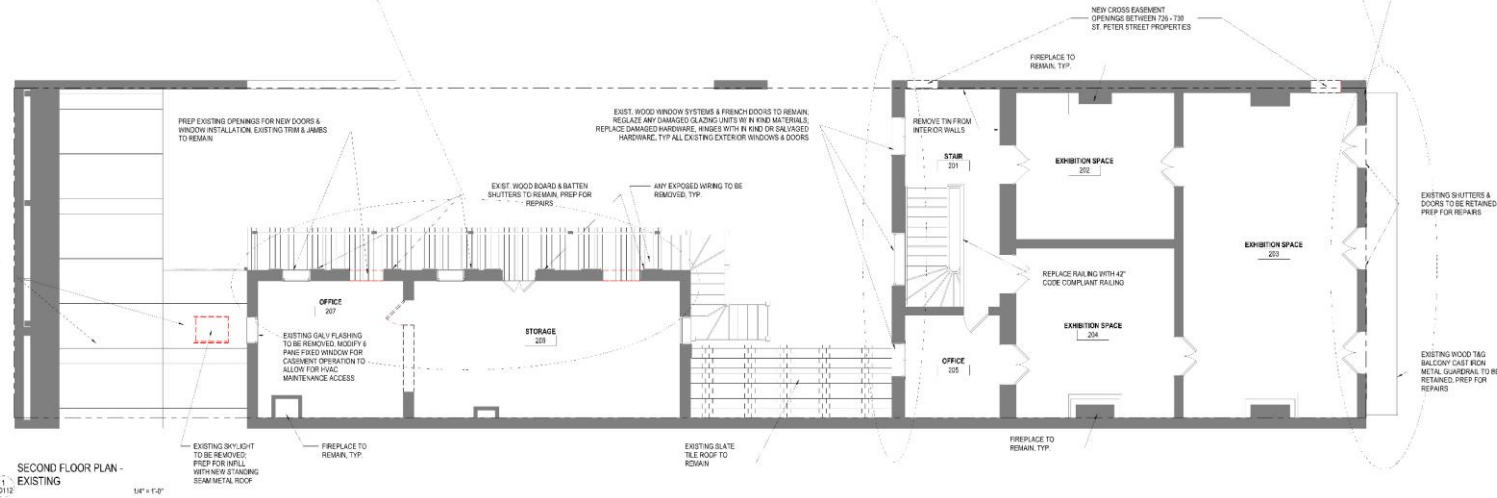 NEW CROSS EASEMENT
OPENINGS BETWEEN 726 - 730
ST. PETER STREET PROPERTIES
FIREPLACE TO
REMAIN, TYP.
PREP EXISTING OPENINGS FOR NEW DOORS &
WINDOW INSTALLATION, EXISTING TRIM & JAMBS
TO REMAIN
EXIST. WOOD WINDOW SYSTEMS & FRENCH DOORS TO REMAIN;
REGLAZE ANY DAMAGED GLAZING UNITS W/ IN KIND MATERIALS;
REPLACE DAMAGED HARDWARE, HINGES WITH IN KIND OR SALVAGED
HARDWARE, TYP ALL EXISTING EXTERIOR WINDOWS & DOORS
REMOVE TIN FROM
INTERIOR WALLS
STAIR
201
EXHIBITION SPACE
202
EXIST. WOOD BOARD & BATTEN
SHUTTERS TO REMAIN, PREP FOR
REPAIRS
ANY EXPOSED WIRING TO BE
REMOVED, TYP.
EXISTING SHUTTERS &
DOORS TO BE RETAINED
PREP FOR REPAIRS
EXHIBITION SPACE
203
REPLACE RAILING WITH 42"
CODE COMPLIANT RAILING
OFFICE
207
EXISTING GALV FLASHING
TO BE REMOVED, MODIFY 6
PANE FIXED WINDOW FOR
CASEMENT OPERATION TO
ALLOW FOR HVAC
MAINTENANCE ACCESS
STORAGE
EXHIBITION SPACE
204
OFFICE
205
EXISTING WOOD T&G
BALCONY CAST IRON
METAL GUARDRAIL TO BE
RETAINED, PREP FOR
REPAIRS
EXISTING SKYLIGHT
TO BE REMOVED;
PREP FOR INFILL
WITH NEW STANDING
SEAM METAL ROOF
FIREPLACE TO
REMAIN, TYP.
EXISTING SLATE
TILE ROOF TO
REMAIN
FIREPLACE TO
REMAIN, TYP.
SECOND FLOOR PLAN -
EXISTING
1
1/4" = 1'-0"